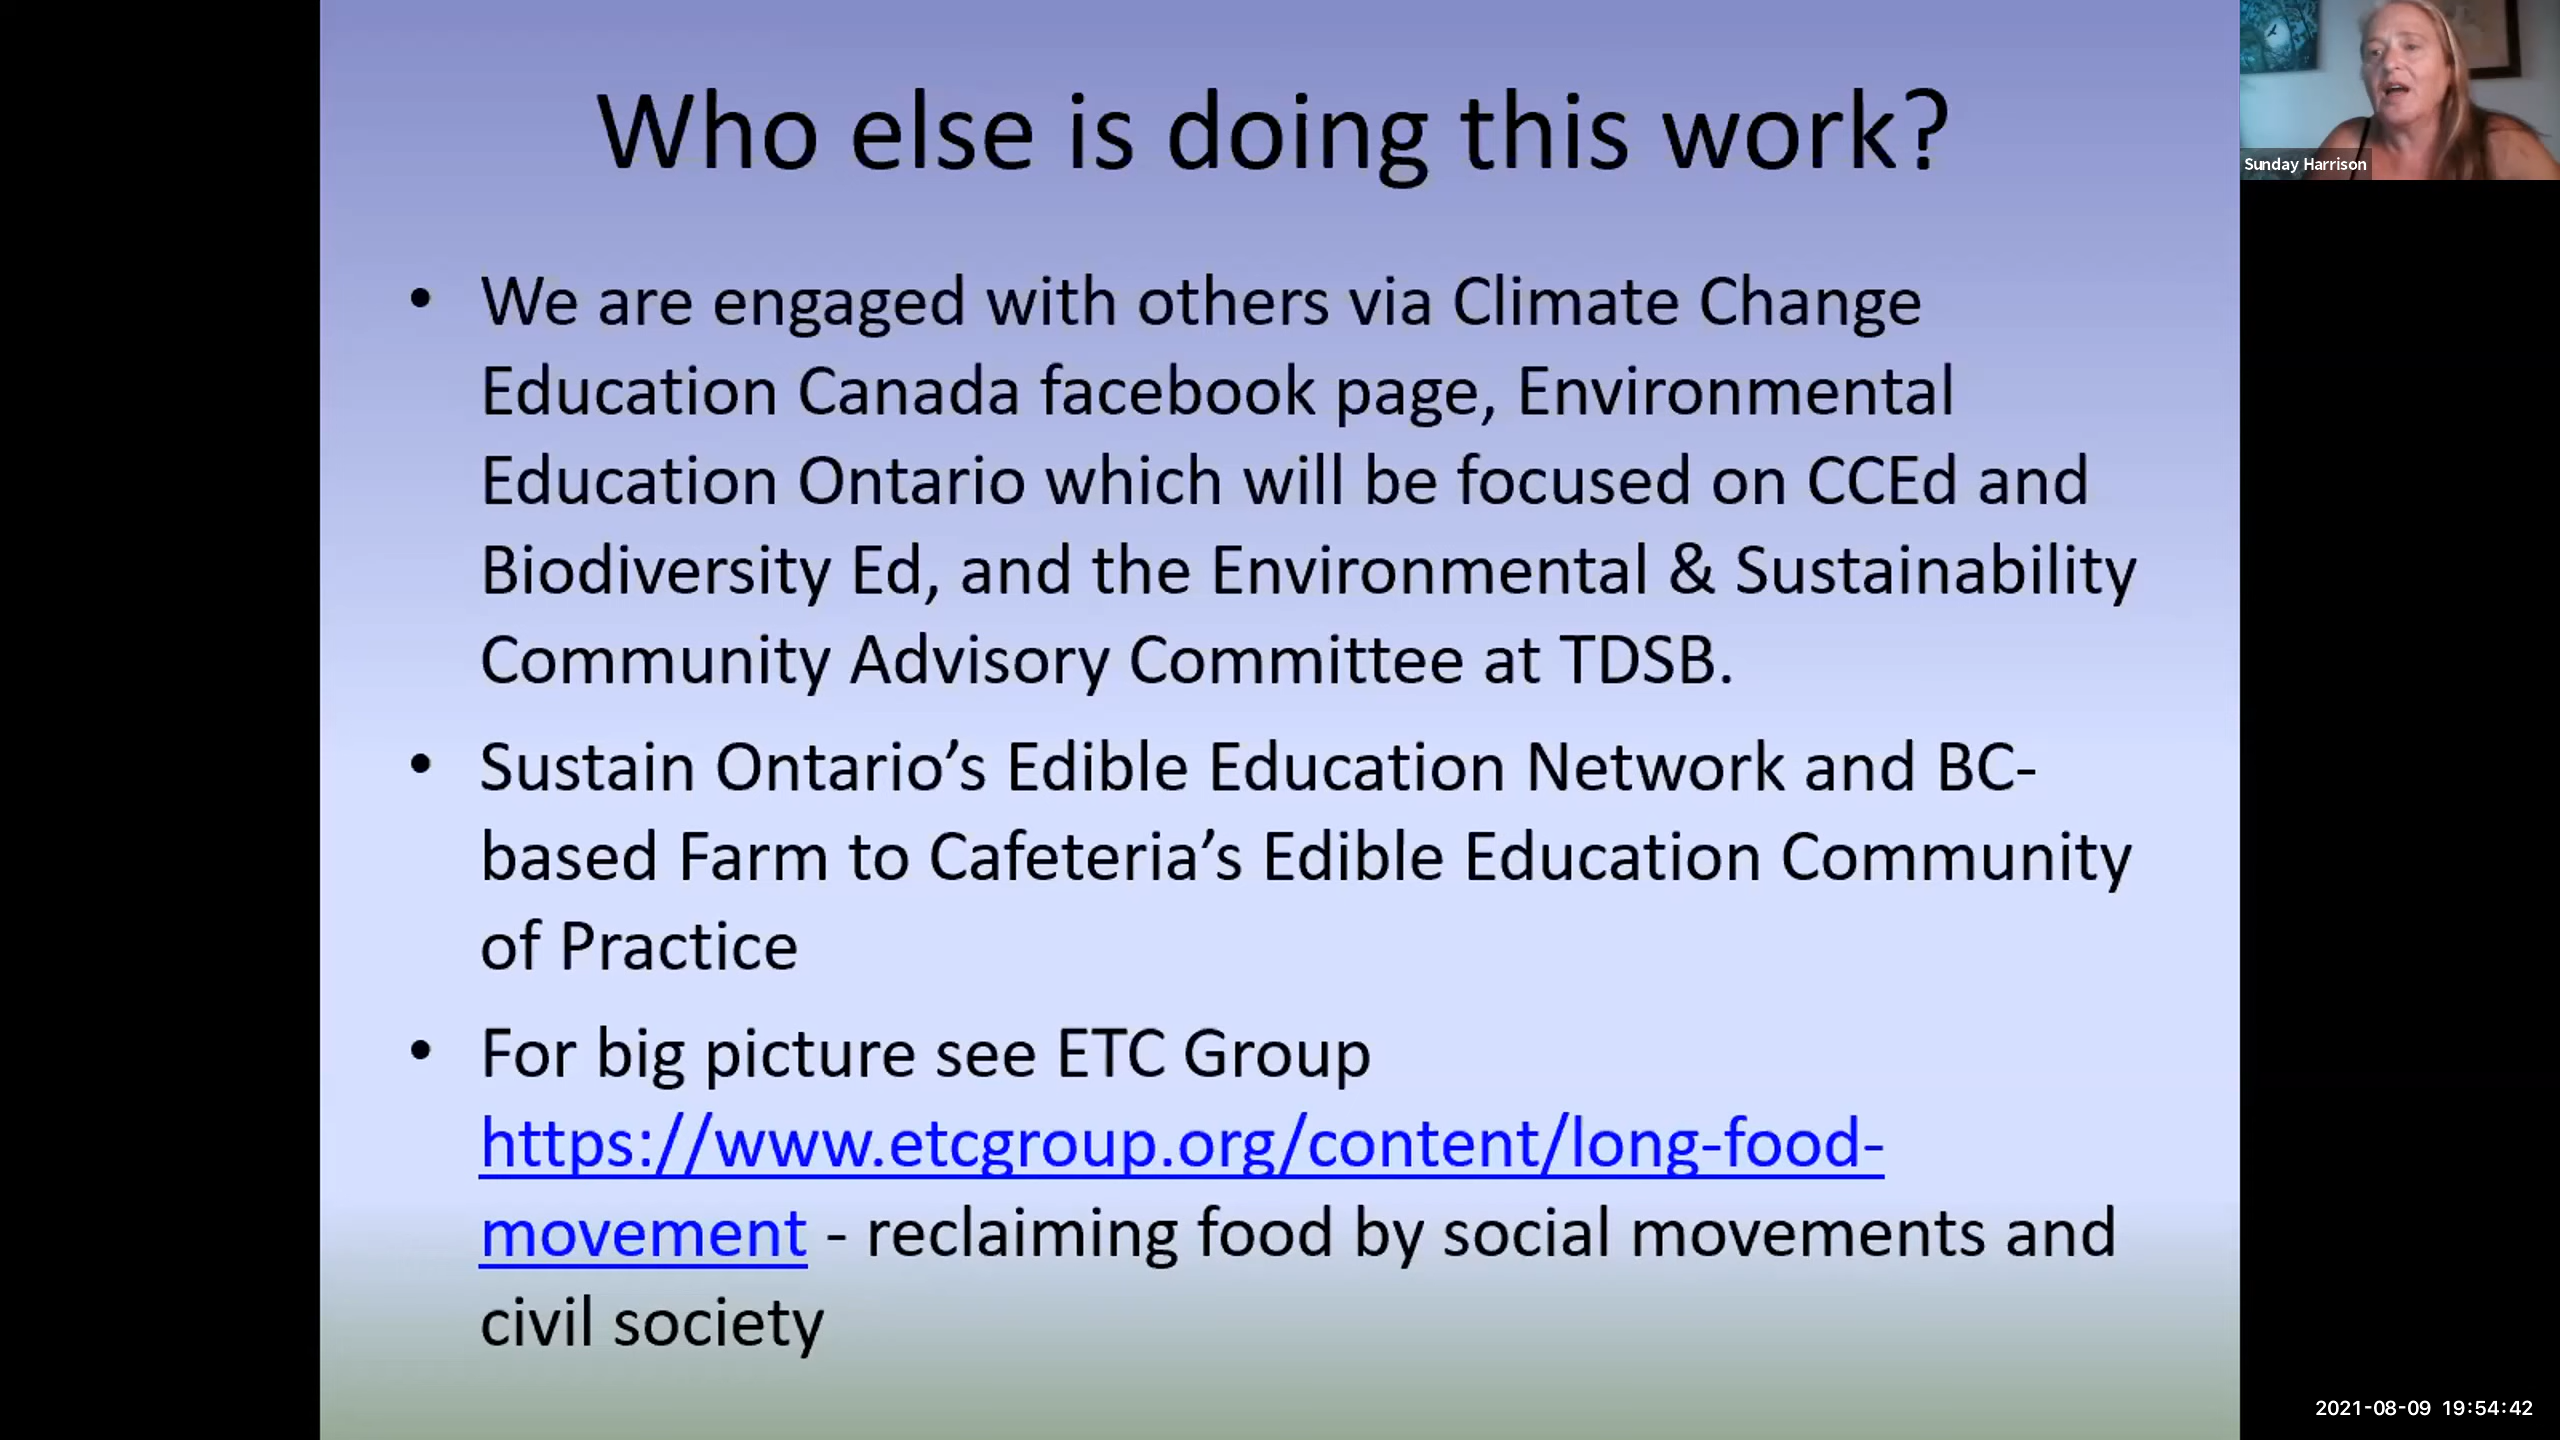 Who else is doing this work?
Sunday Harrison
• We are engaged with others via Climate Change
Education Canada facebook page, Environmental
Education Ontario which will be focused on CCEd and
Biodiversity Ed, and the Environmental & Sustainability
Community Advisory Committee at TDSB.
• Sustain Ontario’s Edible Education Network and BC-
based Farm to Cafeteria’s Edible Education Community
of Practice
• For big picture see ETC Group
https://www.etcgroup.org/content/long-food-
movement - reclaiming food by social movements and
civil society
2021-08-09 19:54:42